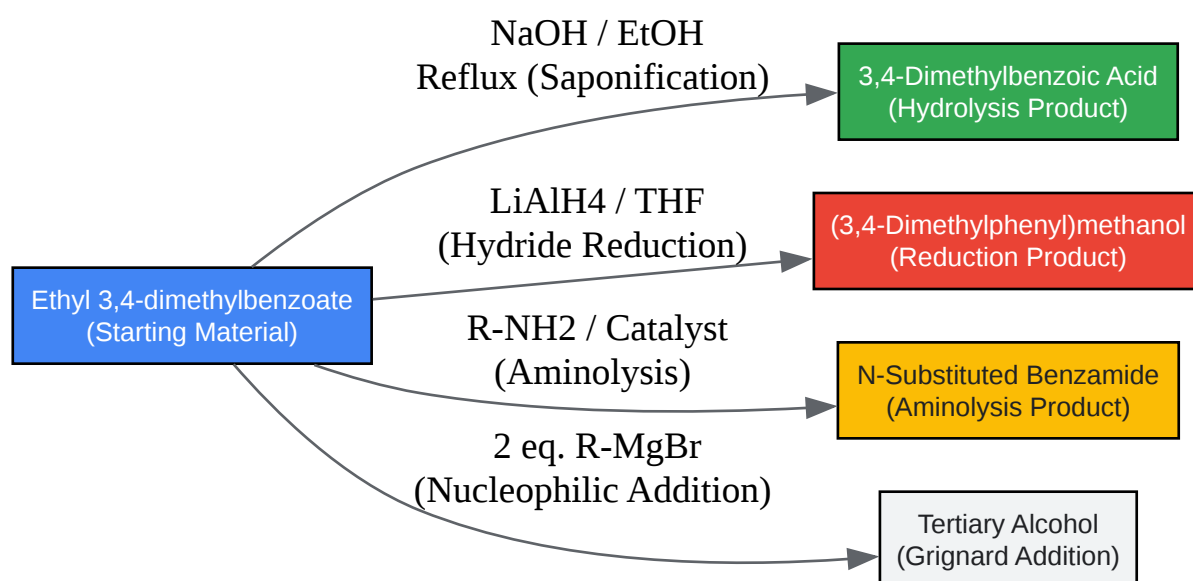 NaOH / EtOH
Reflux (Saponification)
3,4-Dimethylbenzoic Acid
(Hydrolysis Product)
LiAlH4 / THF
(Hydride Reduction)
(3,4-Dimethylphenyl)methanol
(Reduction Product)
Ethyl 3,4-dimethylbenzoate
(Starting Material)
R-NH2 / Catalyst
(Aminolysis)
N-Substituted Benzamide
(Aminolysis Product)
2 eq. R-MgBr
(Nucleophilic Addition)
Tertiary Alcohol
(Grignard Addition)